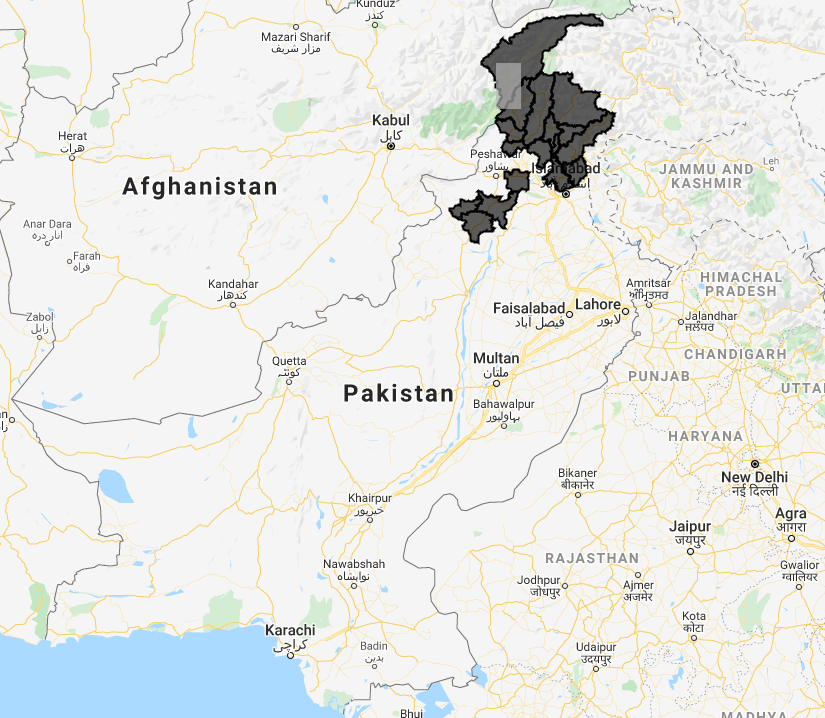 Kunduz
کندز
Mazari Sharif
مزار شریف
Kabul
کابل
Herat
هرات
Peshawar
پشاور
Islamabad
JAMMU AND
KASHMIR
Leh
Afghanistan
Anar Dara
انار دره
Farah
فراه
Kandahar
کندهار
Zabol
زابل
HIMACHAL
PRADESH
Amritsar
ਅੰਮ੍ਰਿਤਸਰ
Faisalabad
فیصل آباد
Lahore
لاہور
Jalandhar
ਜਲੰਧਰ
CHANDIGARH
Quetta
کوئٹہ
Multan
ملتان
PUNJAB
UTTA
Pakistan
Bahawalpur
بہاولپور
HARYANA
New Delhi
नई दिल्ली
Bikaner
बीकानेर
Khairpur
خیرپور
Agra
आगरा
Jaipur
जयपुर
RAJASTHAN
Gwalior
ग्वालियर
Nawabshah
نوابشاہ
Jodhpur
जोधपुर
Ajmer
अजमेर
Kota
कोटा
Karachi
کراچی
Badin
بدین
Udaipur
उदयपुर
Bhuj
MADHYA